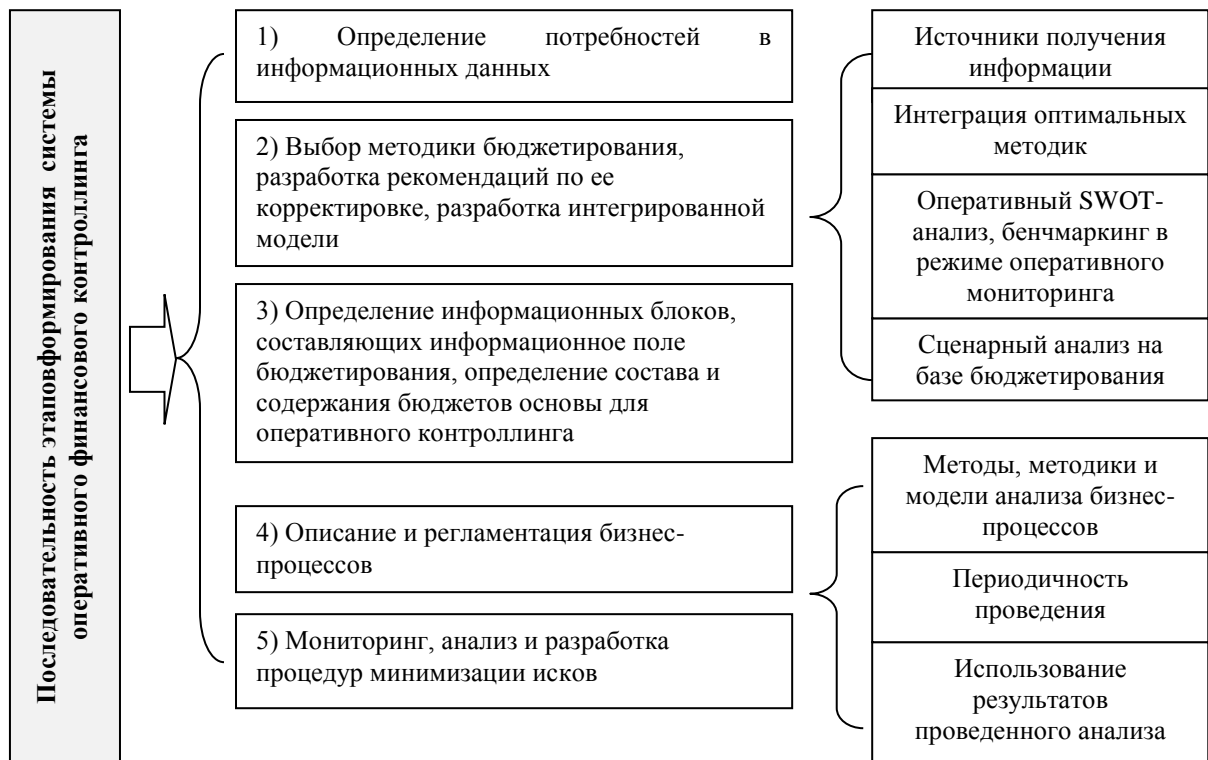 Последовательность этаповформирования системы
оперативного финансового контроллинга
1) Определение потребностей в
информационных данных
2) Выбор методики бюджетирования,
разработка рекомендаций по ее
корректировке, разработка интегрированной
модели
3) Определение информационных блоков,
составляющих информационное поле
бюджетирования, определение состава и
содержания бюджетов основы для
оперативного контроллинга
4) Описание и регламентация бизнес-
процессов
5) Мониторинг, анализ и разработка
процедур минимизации исков
Источники получения
информации
Интеграция оптимальных
методик
Оперативный SWOT-
анализ, бенчмаркинг в
режиме оперативного
мониторинга
Сценарный анализ на
базе бюджетирования
Методы, методики и
модели анализа бизнес-
процессов
Периодичность
проведения
Использование
результатов
проведенного анализа